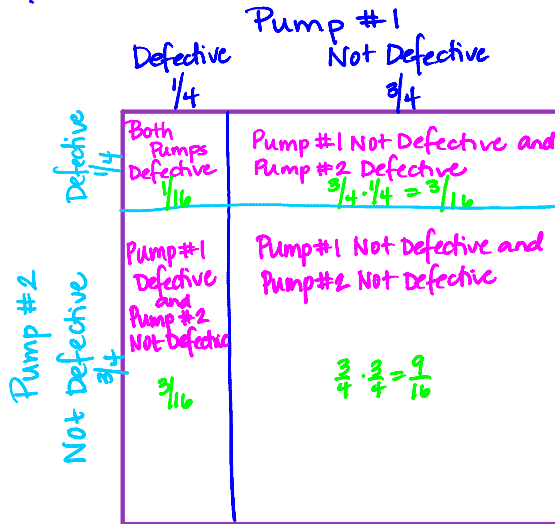 Pump #1
Defective
Not Defective
1/4
3/4
Defective
1/4
Both
Pumps
Defective
1/16
Pump #1 Not Defective and
Pump #2 Defective
3/4 · 1/4 = 3/16
Pump #2
Not Defective
3/4
Pump #1
Defective
and
Pump #2
Not Defective
3/16
Pump #1 Not Defective and
Pump #2 Not Defective
3/4 · 3/4 = 9/16